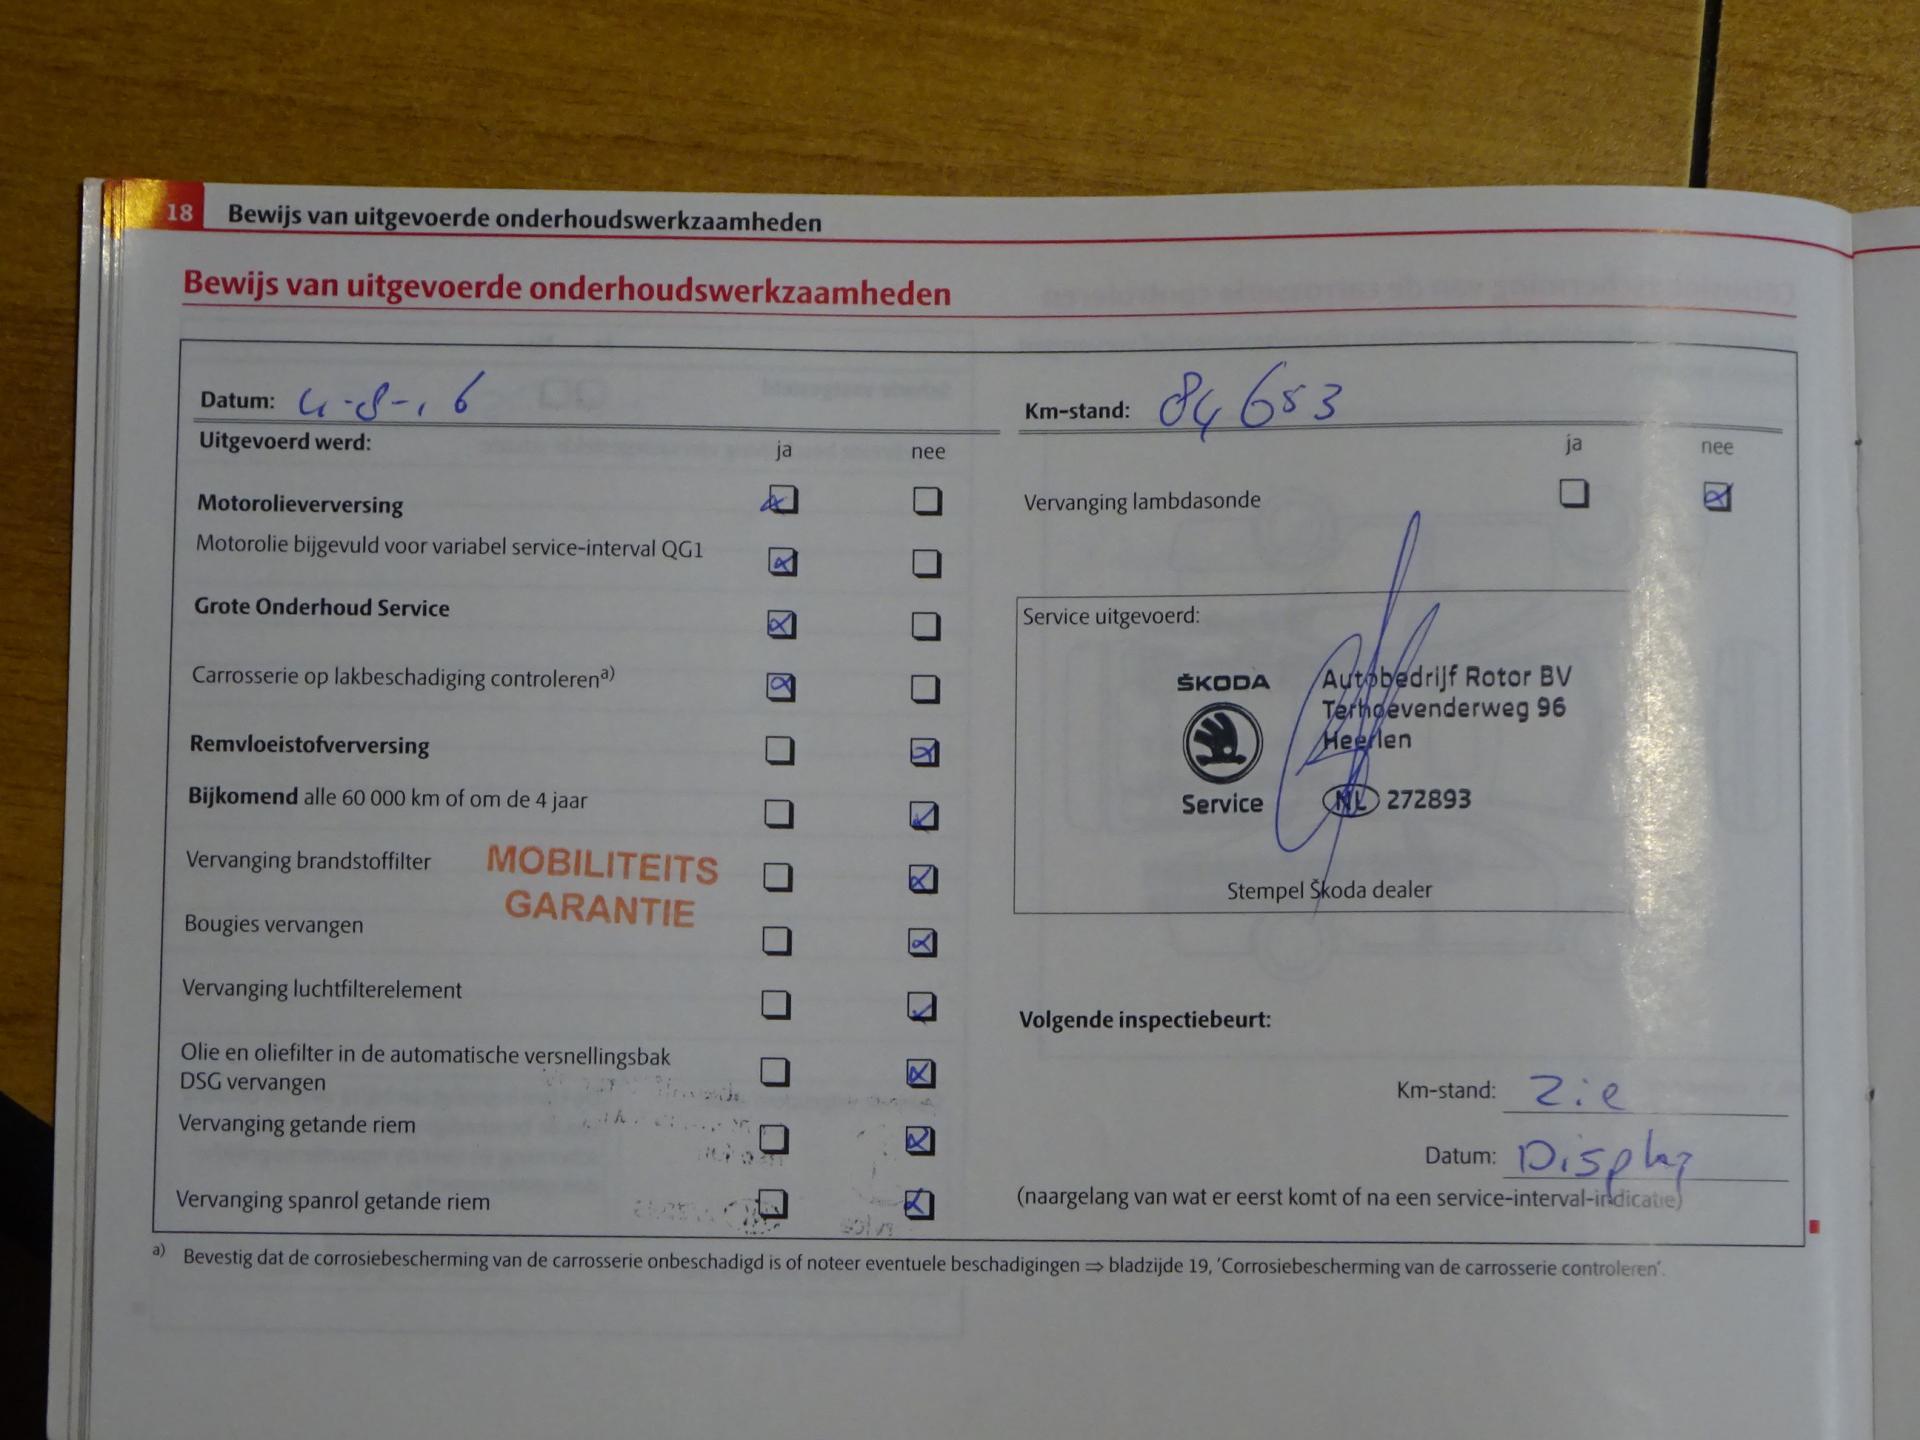 18 Bewijs van uitgevoerde onderhoudswerkzaamheden
Bewijs van uitgevoerde onderhoudswerkzaamheden
Datum: 4-8-16
Uitgevoerd werd: ja nee
Motorolieverversing
Motorolie bijgevuld voor variabel service-interval QG1
Grote Onderhoud Service
Carrosserie op lakbeschadiging controlerena)
Remvloeistofverversing
Bijkomend alle 60 000 km of om de 4 jaar
Vervanging brandstoffilter
MOBILITEITS
GARANTIE
Bougies vervangen
Vervanging luchtfilterelement
Olie en oliefilter in de automatische versnellingsbak
DSG vervangen
Vervanging getande riem
Vervanging spanrol getande riem
Km-stand: 84653
ja nee
Vervanging lambdasonde
Service uitgevoerd:
ŠKODA
Service
Autobedrijf Rotor BV
Terhoevenderweg 96
Heerlen
NL 272893
Stempel Škoda dealer
Volgende inspectiebeurt:
Km-stand: Zie
Datum: Display
(naargelang van wat er eerst komt of na een service-interval-indicatie)
a) Bevestig dat de corrosiebescherming van de carrosserie onbeschadigd is of noteer eventuele beschadigingen ⇒ bladzijde 19, 'Corrosiebescherming van de carrosserie controleren'.